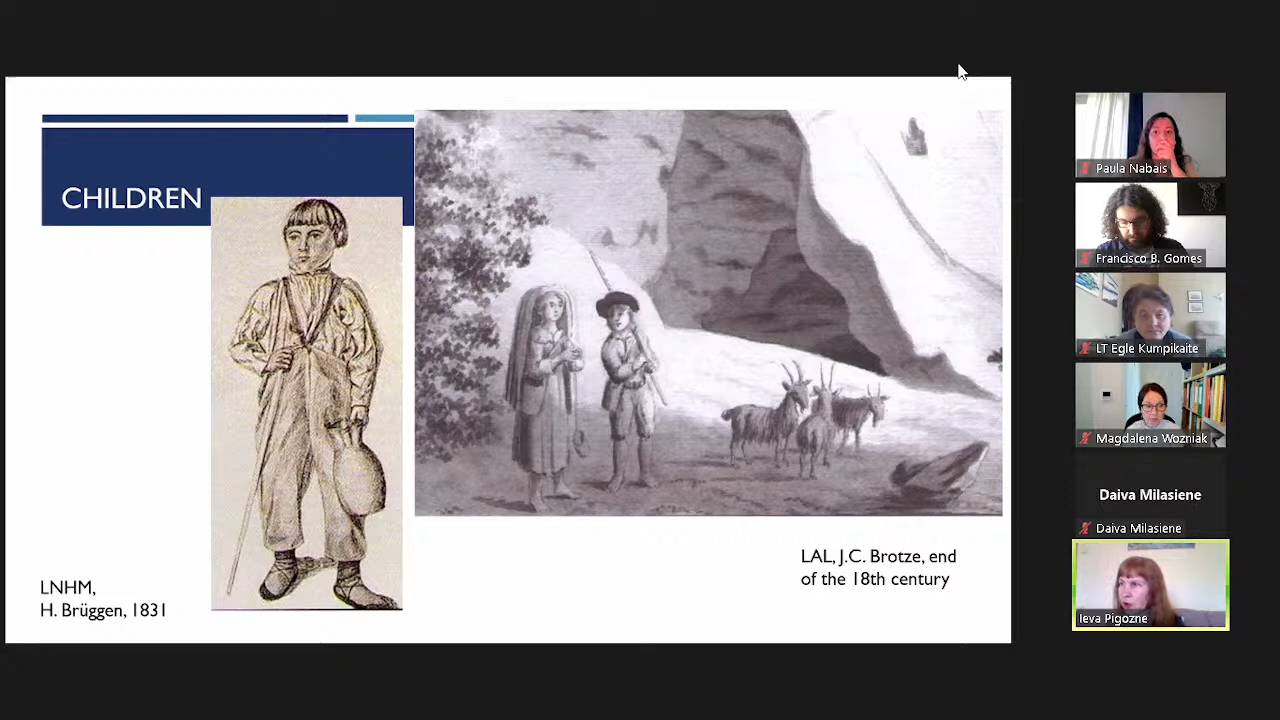 CHILDREN
LNHM,
H. Brüggen, 1831
LAL, J.C. Brotze, end
of the 18th century
Paula Nabais
Francisco B. Gomes
LT Egle Kumpikaite
Magdalena Wozniak
Daiva Milasiene
Daiva Milasiene
Ieva Pigozne